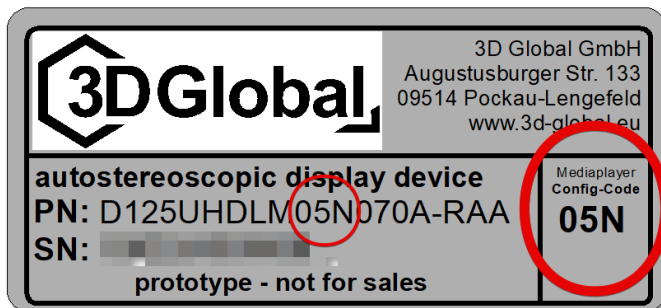 3DGlobal
3D Global GmbH
Augustusburger Str. 133
09514 Pockau-Lengefeld
www.3d-global.eu
autostereoscopic display device
PN: D125UHDLM05N070A-RAA
SN:
prototype - not for sales
Mediaplayer
Config-Code
05N